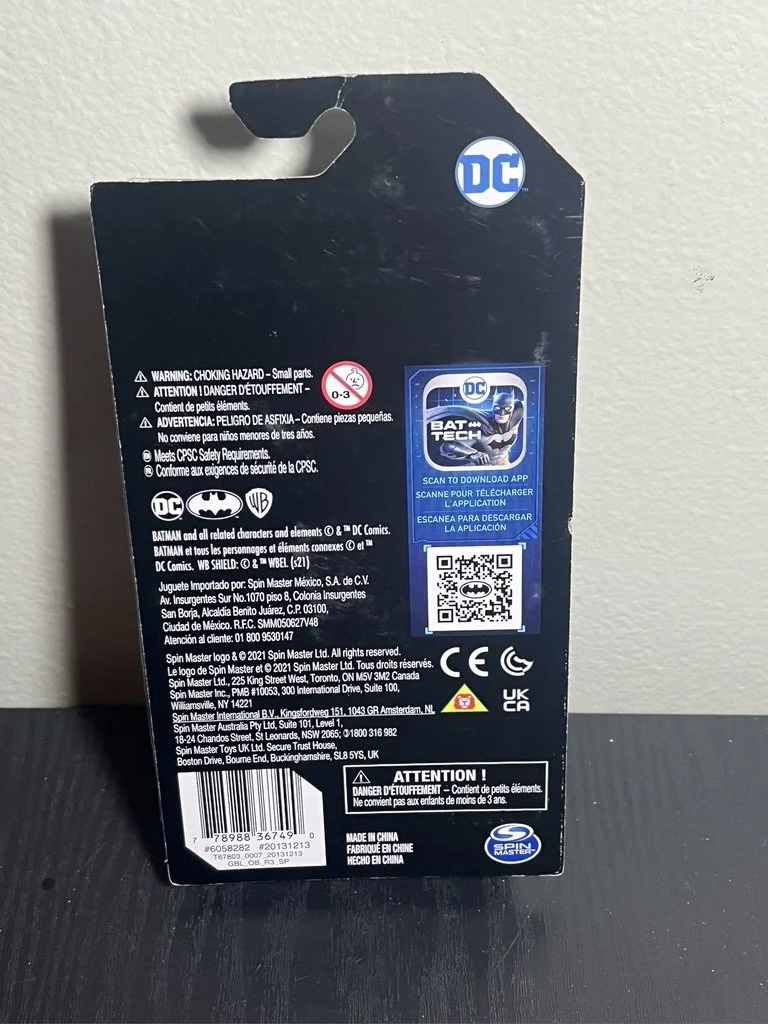 DC
™
⚠ WARNING: CHOKING HAZARD – Small parts.
⚠ ATTENTION ! DANGER D'ÉTOUFFEMENT –
Contient de petits éléments.
⚠ ADVERTENCIA: PELIGRO DE ASFIXIA – Contiene piezas pequeñas.
No conviene para niños menores de tres años.
0-3
Meets CPSC Safety Requirements.
Conforme aux exigences de sécurité de la CPSC.
DC
WB
BATMAN and all related characters and elements © & ™ DC Comics.
BATMAN et tous les personnages et éléments connexes © et ™
DC Comics. WB SHIELD: © & ™ WBEI. (s21)
Juguete Importado por: Spin Master México, S.A. de C.V.
Av. Insurgentes Sur No.1070 piso 8, Colonia Insurgentes
San Borja, Alcaldía Benito Juárez, C.P. 03100,
Ciudad de México. R.F.C. SMM050627V48
Atención al cliente: 01 800 9530147
DC
BAT
TECH
SCAN TO DOWNLOAD APP
SCANNE POUR TÉLÉCHARGER
L'APPLICATION
ESCANEA PARA DESCARGAR
LA APLICACIÓN
Spin Master logo & © 2021 Spin Master Ltd. All rights reserved.
Le logo de Spin Master et © 2021 Spin Master Ltd. Tous droits réservés.
Spin Master Ltd., 225 King Street West, Toronto, ON M5V 3M2 Canada
Spin Master Inc., PMB #10053, 300 International Drive, Suite 100,
Williamsville, NY 14221
Spin Master International B.V., Kingsfordweg 151, 1043 GR Amsterdam, NL
Spin Master Australia Pty Ltd, Suite 101, Level 1,
18-24 Chandos Street, St Leonards, NSW 2065; 1800 316 982
Spin Master Toys UK Ltd. Secure Trust House,
Boston Drive, Bourne End, Buckinghamshire, SL8 5YS, UK
CE
UK
CA
⚠ ATTENTION !
DANGER D'ÉTOUFFEMENT – Contient de petits éléments.
Ne convient pas aux enfants de moins de 3 ans.
7 78988 36749 0
#6058282 #20131213
T67803_0007_20131213
GBL_OB_R3_SP
MADE IN CHINA
FABRIQUÉ EN CHINE
HECHO EN CHINA
SPIN
MASTER™